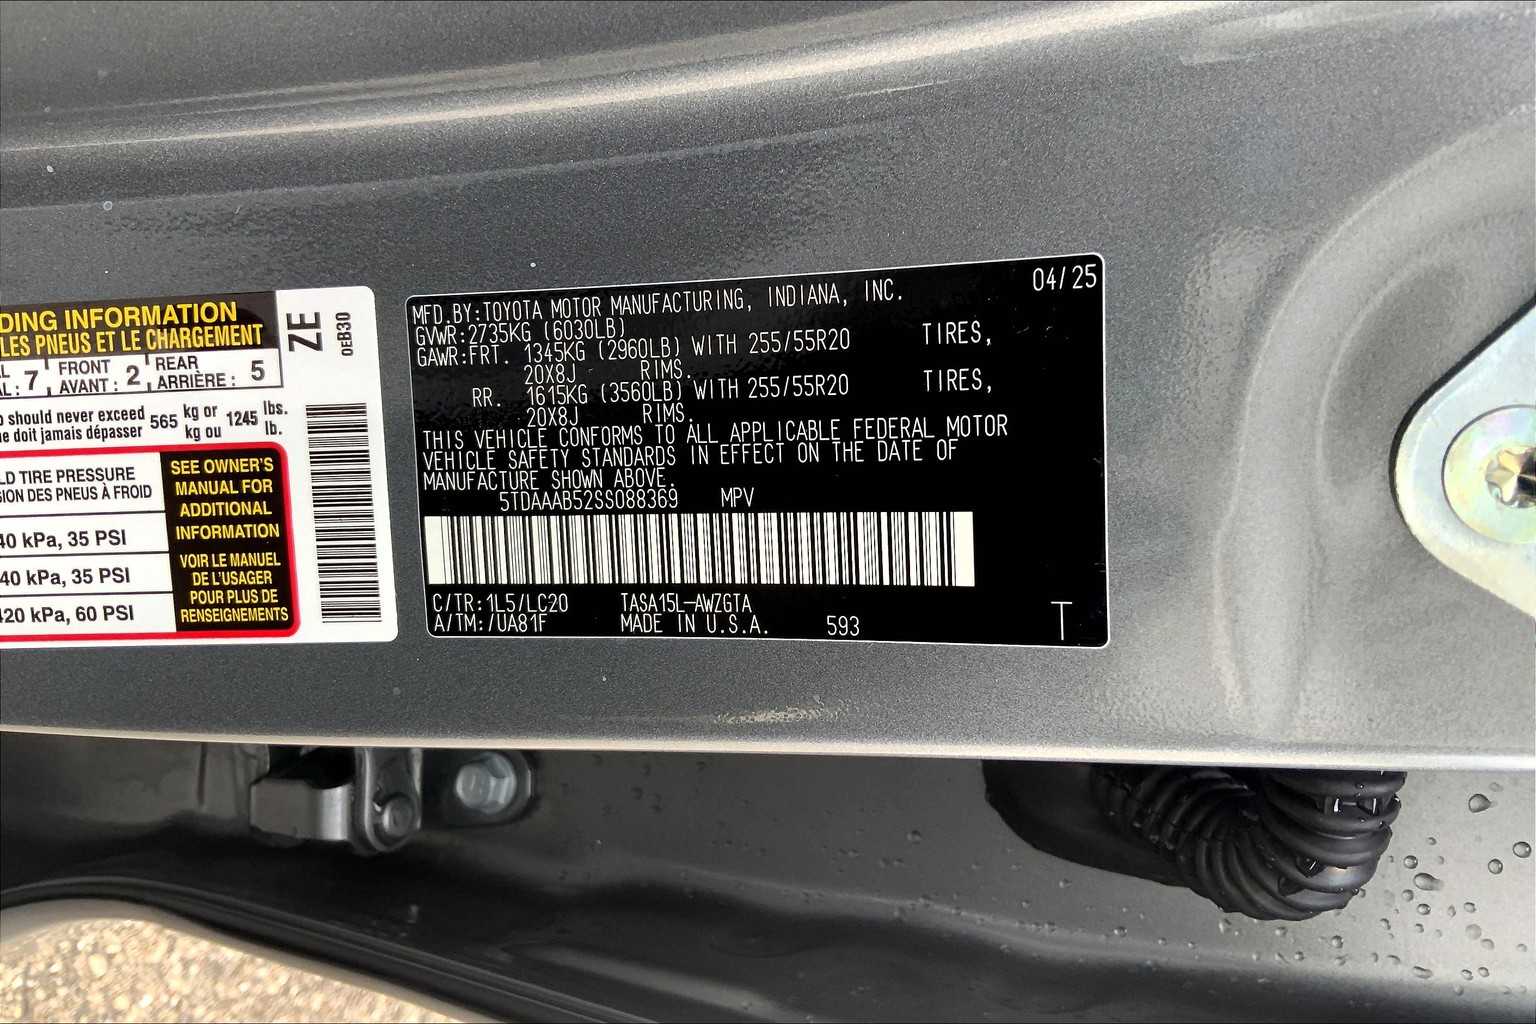 DING INFORMATION
LES PNEUS ET LE CHARGEMENT
7 FRONT AVANT : 2 REAR ARRIÈRE : 5
should never exceed 565 kg or 1245 lbs.
doit jamais dépasser kg ou lb.
TIRE PRESSURE
DES PNEUS À FROID
40 kPa, 35 PSI
40 kPa, 35 PSI
420 kPa, 60 PSI
SEE OWNER'S
MANUAL FOR
ADDITIONAL
INFORMATION
VOIR LE MANUEL
DE L'USAGER
POUR PLUS DE
RENSEIGNEMENTS
ZE
0EB30
04/25
MFD.BY:TOYOTA MOTOR MANUFACTURING, INDIANA, INC.
GVWR:2735KG (6030LB)
GAWR:FRT. 1345KG (2960LB) WITH 255/55R20 TIRES,
20X8J RIMS.
RR. 1615KG (3560LB) WITH 255/55R20 TIRES,
20X8J RIMS.
THIS VEHICLE CONFORMS TO ALL APPLICABLE FEDERAL MOTOR
VEHICLE SAFETY STANDARDS IN EFFECT ON THE DATE OF
MANUFACTURE SHOWN ABOVE.
5TDAAAB52SS088369 MPV
C/TR:1L5/LC20 TASA15L-AWZGTA
A/TM:/UA81F MADE IN U.S.A. 593
T